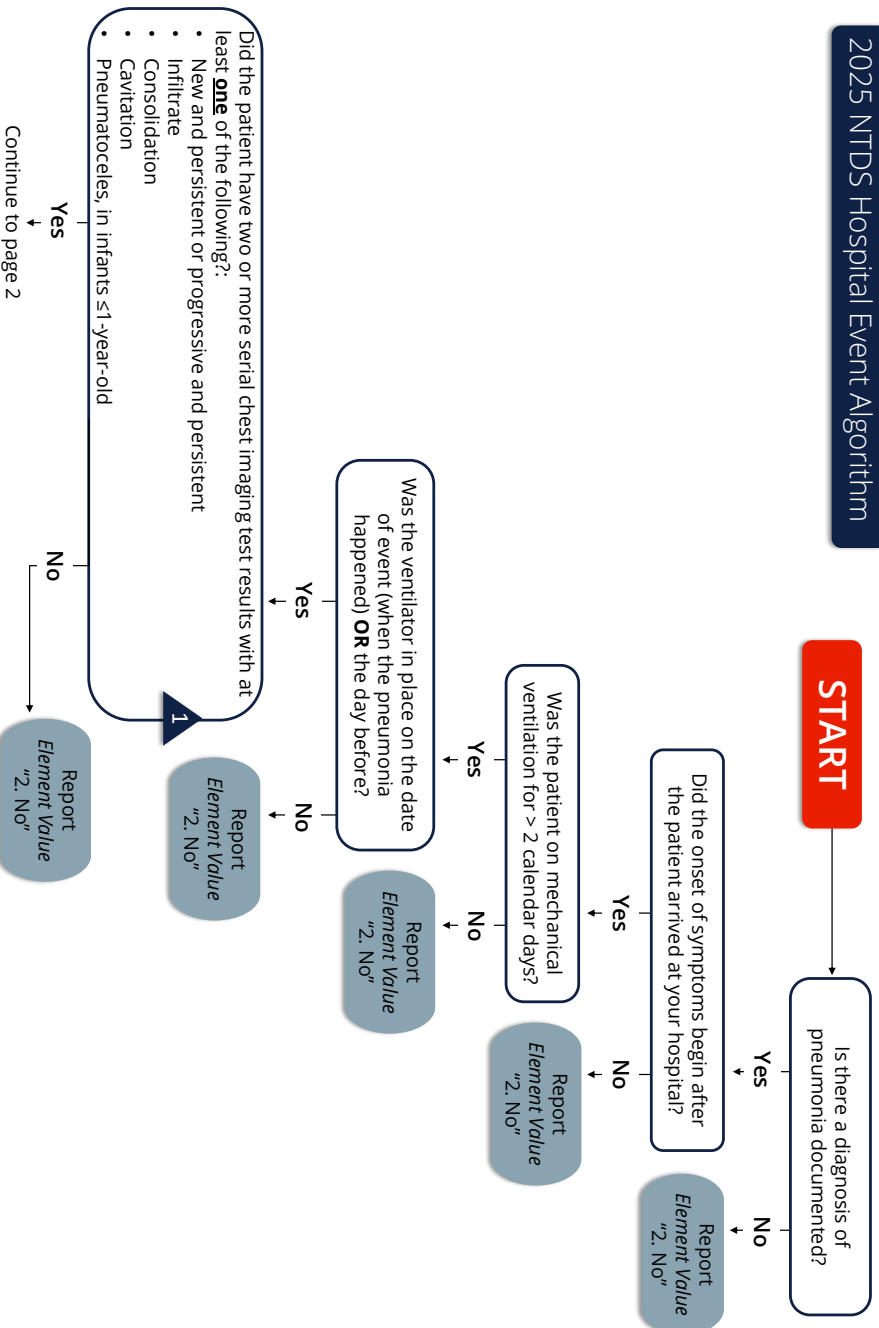 2025 NTDS Hospital Event Algorithm
START
Is there a diagnosis of
pneumonia documented?
Yes
No
Report
Element Value
“2. No”
Did the onset of symptoms begin after
the patient arrived at your hospital?
Yes
No
Report
Element Value
“2. No”
Was the patient on mechanical
ventilation for > 2 calendar days?
Yes
No
Report
Element Value
“2. No”
Was the ventilator in place on the date
of event (when the pneumonia
happened) OR the day before?
Yes
No
Report
Element Value
“2. No”
Did the patient have two or more serial chest imaging test results with at
least one of the following?:
• New and persistent or progressive and persistent
• Infiltrate
• Consolidation
• Cavitation
• Pneumatoceles, in infants ≤1-year-old
1
Yes
No
Continue to page 2
Report
Element Value
“2. No”